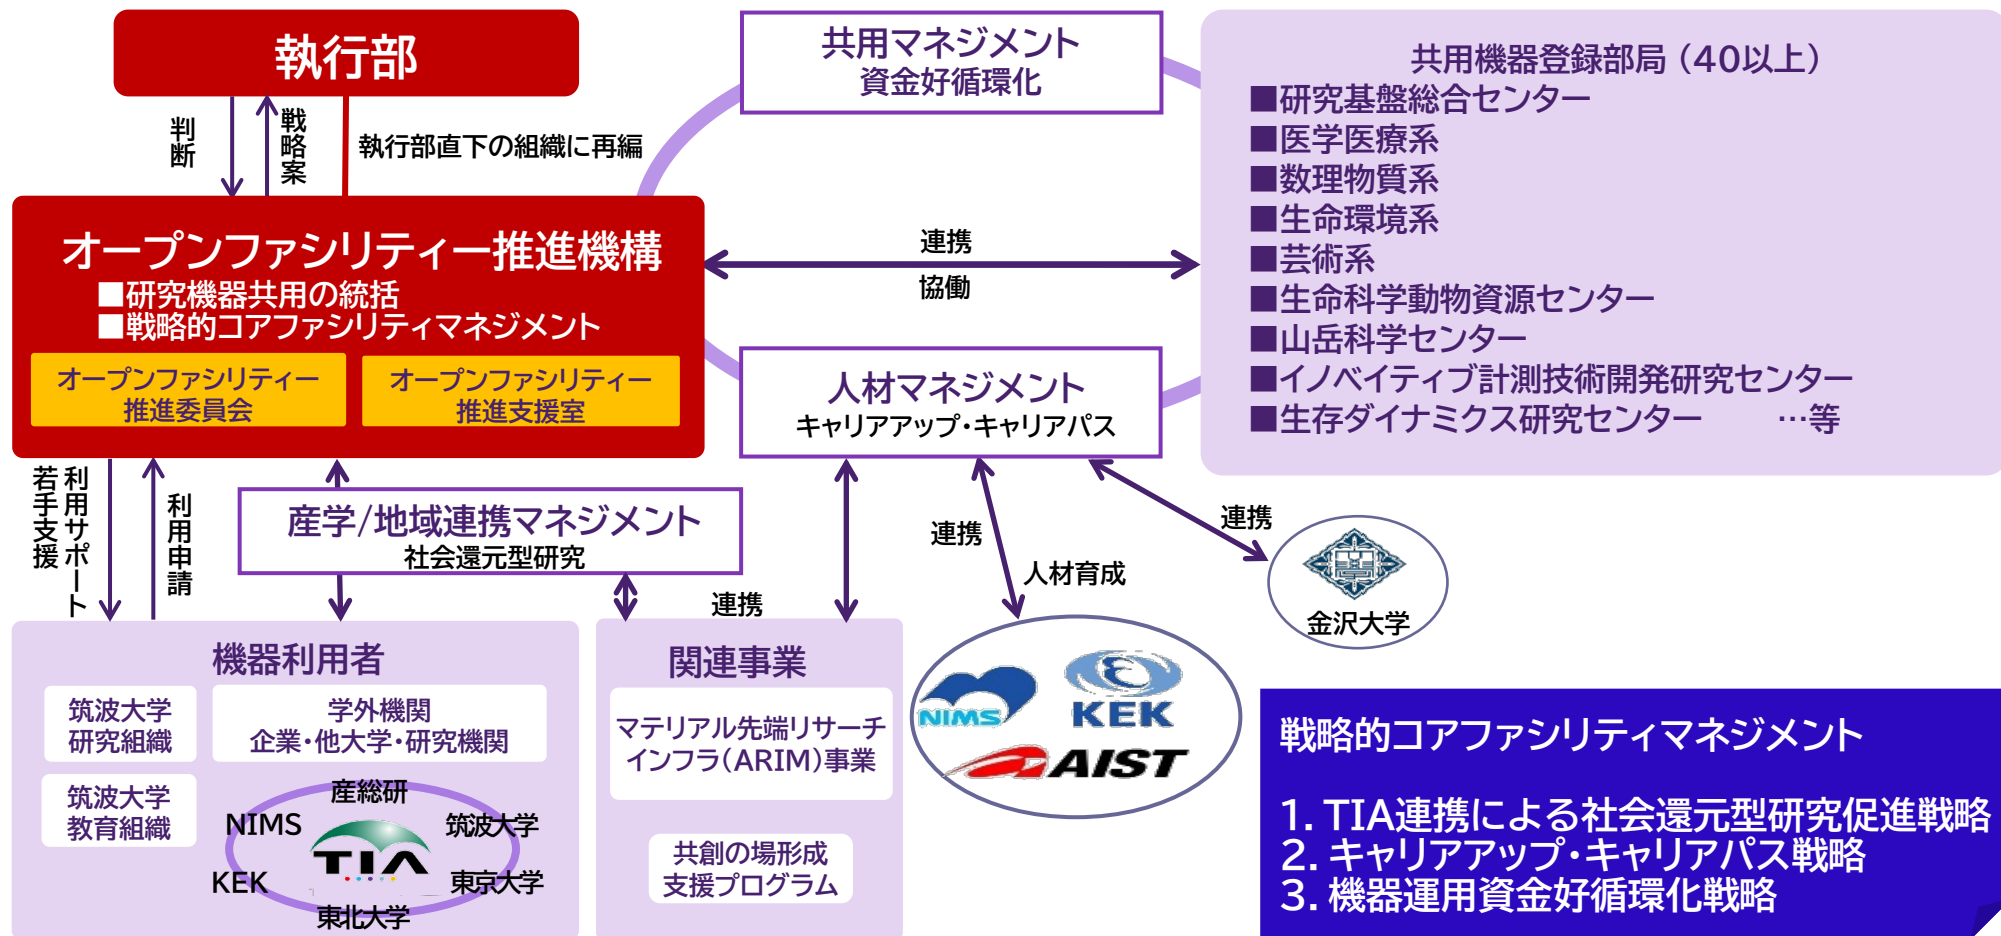 執行部
判断
戦略案
執行部直下の組織に再編
オープンファシリティー推進機構
■研究機器共用の統括
■戦略的コアファシリティマネジメント
オープンファシリティー
推進委員会
オープンファシリティー
推進支援室
共用マネジメント
資金好循環化
連携
協働
人材マネジメント
キャリアアップ・キャリアパス
共用機器登録部局（40以上）
■研究基盤総合センター
■医学医療系
■数理物質系
■生命環境系
■芸術系
■生命科学動物資源センター
■山岳科学センター
■イノベイティブ計測技術開発研究センター
■生存ダイナミクス研究センター　　…等
利用サポート
若手支援
利用申請
産学/地域連携マネジメント
社会還元型研究
連携
連携
人材育成
連携
金沢大学
機器利用者
筑波大学
研究組織
学外機関
企業・他大学・研究機関
筑波大学
教育組織
産総研
NIMS
筑波大学
TIA
KEK
東京大学
東北大学
関連事業
マテリアル先端リサーチ
インフラ（ARIM）事業
共創の場形成
支援プログラム
NIMS
KEK
AIST
戦略的コアファシリティマネジメント
1. TIA連携による社会還元型研究促進戦略
2. キャリアアップ・キャリアパス戦略
3. 機器運用資金好循環化戦略